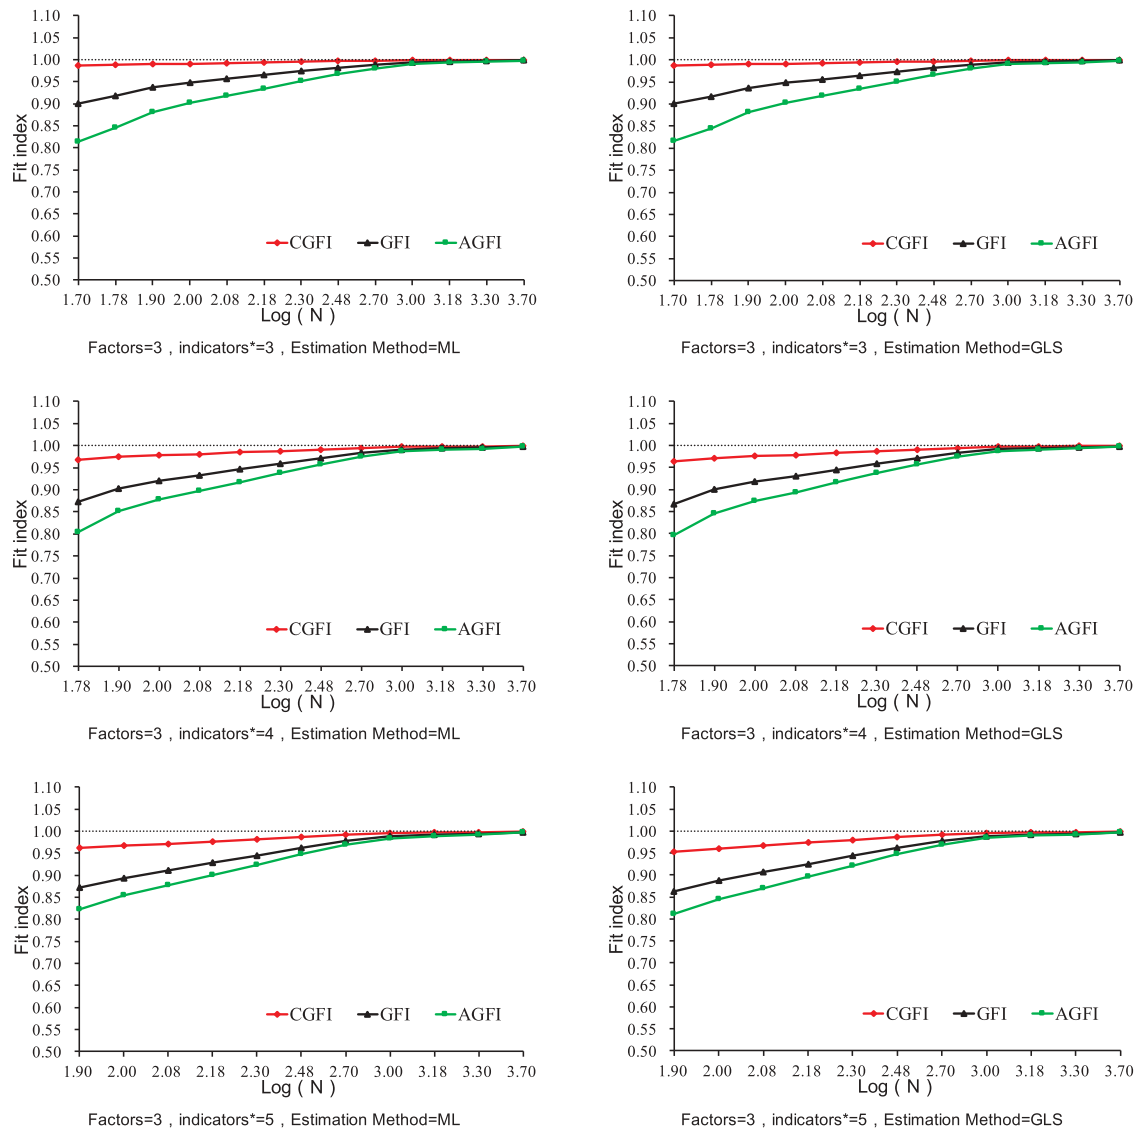 1.10
1.05
1.00
0.95
0.90
0.85
0.80
0.75
0.70
0.65
0.60
0.55
0.50
Fit index
CGFI GFI AGFI
1.70 1.78 1.90 2.00 2.08 2.18 2.30 2.48 2.70 3.00 3.18 3.30 3.70
Log ( N )
Factors=3 , indicators*=3 , Estimation Method=ML
1.10
1.05
1.00
0.95
0.90
0.85
0.80
0.75
0.70
0.65
0.60
0.55
0.50
Fit index
CGFI GFI AGFI
1.70 1.78 1.90 2.00 2.08 2.18 2.30 2.48 2.70 3.00 3.18 3.30 3.70
Log ( N )
Factors=3 , indicators*=3 , Estimation Method=GLS
1.10
1.05
1.00
0.95
0.90
0.85
0.80
0.75
0.70
0.65
0.60
0.55
0.50
Fit index
CGFI GFI AGFI
1.78 1.90 2.00 2.08 2.18 2.30 2.48 2.70 3.00 3.18 3.30 3.70
Log ( N )
Factors=3 , indicators*=4 , Estimation Method=ML
1.10
1.05
1.00
0.95
0.90
0.85
0.80
0.75
0.70
0.65
0.60
0.55
0.50
Fit index
CGFI GFI AGFI
1.78 1.90 2.00 2.08 2.18 2.30 2.48 2.70 3.00 3.18 3.30 3.70
Log ( N )
Factors=3 , indicators*=4 , Estimation Method=GLS
1.10
1.05
1.00
0.95
0.90
0.85
0.80
0.75
0.70
0.65
0.60
0.55
0.50
Fit index
CGFI GFI AGFI
1.90 2.00 2.08 2.18 2.30 2.48 2.70 3.00 3.18 3.30 3.70
Log ( N )
Factors=3 , indicators*=5 , Estimation Method=ML
1.10
1.05
1.00
0.95
0.90
0.85
0.80
0.75
0.70
0.65
0.60
0.55
0.50
Fit index
CGFI GFI AGFI
1.90 2.00 2.08 2.18 2.30 2.48 2.70 3.00 3.18 3.30 3.70
Log ( N )
Factors=3 , indicators*=5 , Estimation Method=GLS